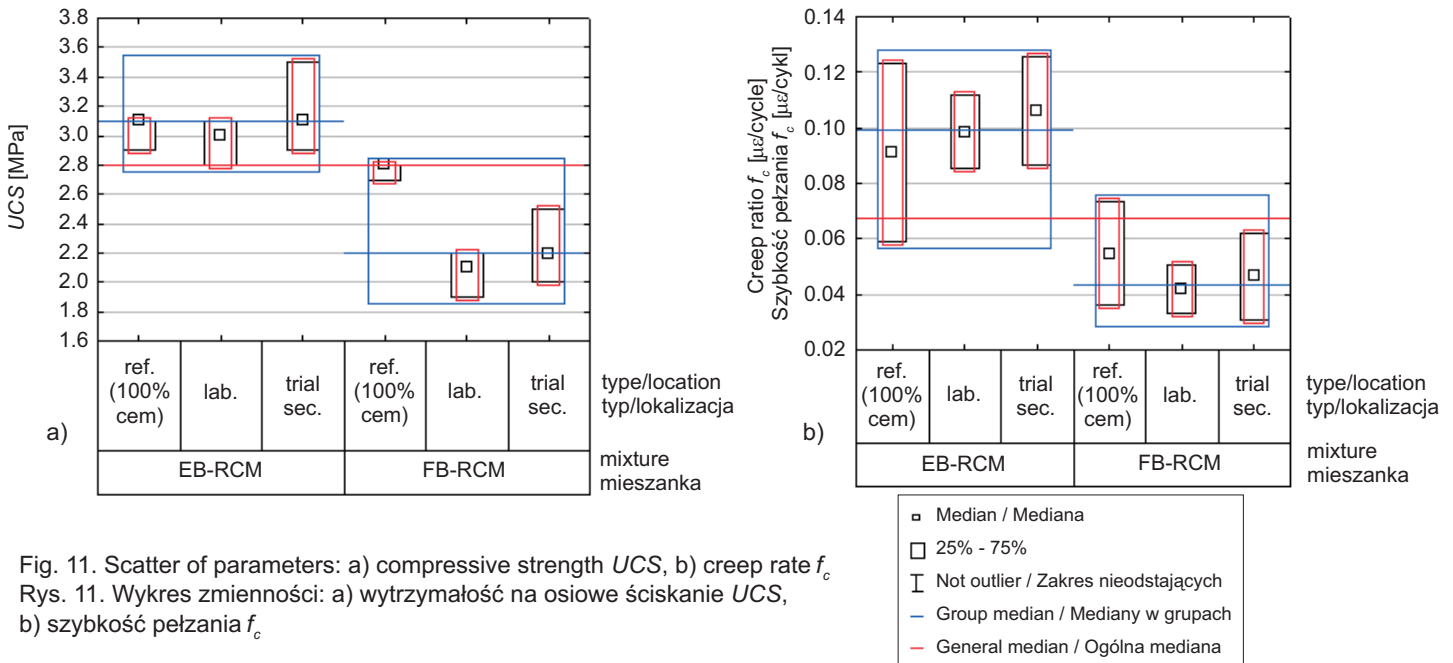 3.8
3.6
3.4
3.2
3.0
2.8
2.6
2.4
2.2
2.0
1.8
1.6
UCS [MPa]
ref. (100% cem)
lab.
trial sec.
ref. (100% cem)
lab.
trial sec.
type/location
typ/lokalizacja
a)
EB-RCM
FB-RCM
mixture
mieszanka
0.14
0.12
0.10
0.08
0.06
0.04
0.02
Creep ratio fc [µε/cycle]
Szybkość pełzania fc [µε/cykl]
ref. (100% cem)
lab.
trial sec.
ref. (100% cem)
lab.
trial sec.
type/location
typ/lokalizacja
b)
EB-RCM
FB-RCM
mixture
mieszanka
Median / Mediana
25% - 75%
Not outlier / Zakres nieodstających
Group median / Mediany w grupach
General median / Ogólna mediana
Fig. 11. Scatter of parameters: a) compressive strength UCS, b) creep rate fc
Rys. 11. Wykres zmienności: a) wytrzymałość na osiowe ściskanie UCS,
b) szybkość pełzania fc